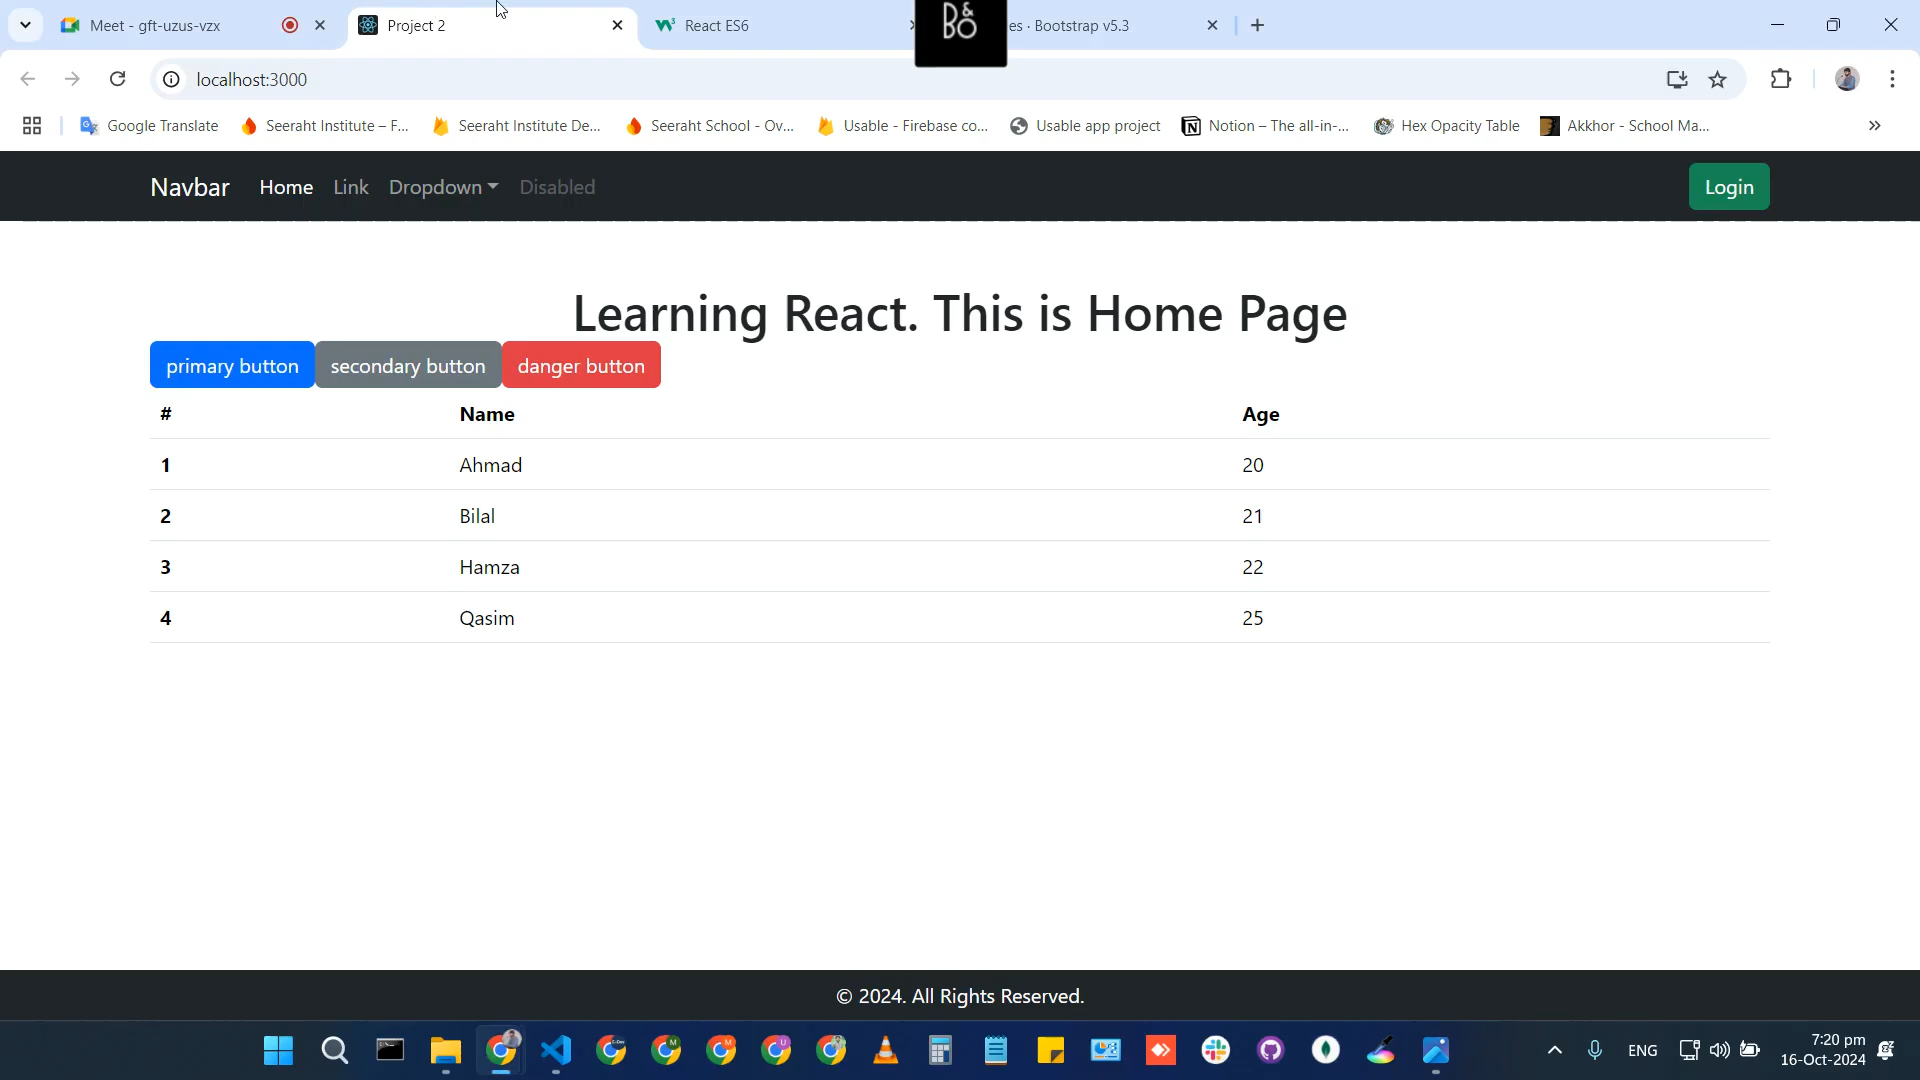 Meet - gft-uzus-vzx
Project 2
React ES6
B&O
es · Bootstrap v5.3
localhost:3000
Google Translate
Seeraht Institute – F...
Seeraht Institute De...
Seeraht School - Ov...
Usable - Firebase co...
Usable app project
Notion – The all-in-...
Hex Opacity Table
Akkhor - School Ma...
Navbar Home Link Dropdown Disabled Login
Learning React. This is Home Page
primary button secondary button danger button
# Name Age
1 Ahmad 20
2 Bilal 21
3 Hamza 22
4 Qasim 25
© 2024. All Rights Reserved.
ENG
7:20 pm
16-Oct-2024